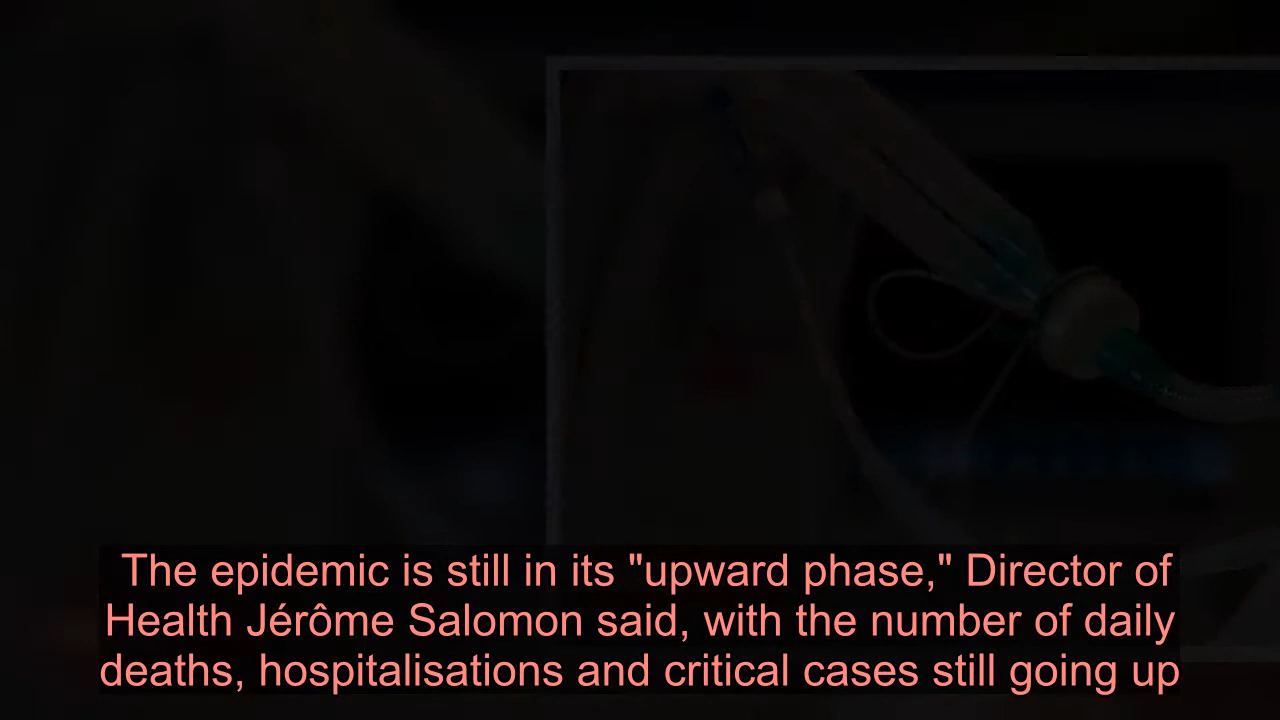 The epidemic is still in its "upward phase," Director of
Health Jérôme Salomon said, with the number of daily
deaths, hospitalisations and critical cases still going up